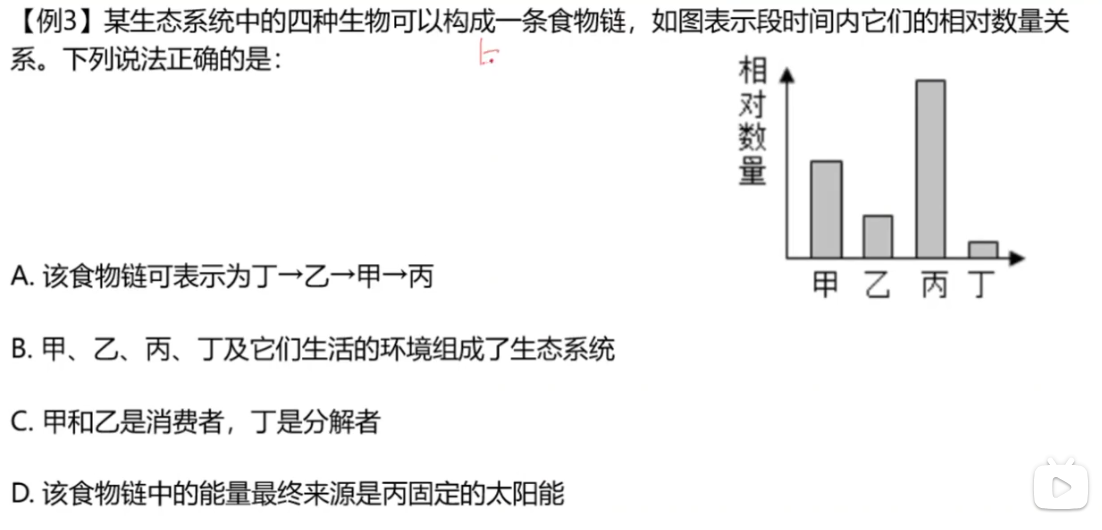 【例3】某生态系统中的四种生物可以构成一条食物链，如图表示段时间内它们的相对数量关
系。下列说法正确的是：
相
对
数
量
甲 乙 丙 丁
A. 该食物链可表示为丁→乙→甲→丙
B. 甲、乙、丙、丁及它们生活的环境组成了生态系统
C. 甲和乙是消费者，丁是分解者
D. 该食物链中的能量最终来源是丙固定的太阳能